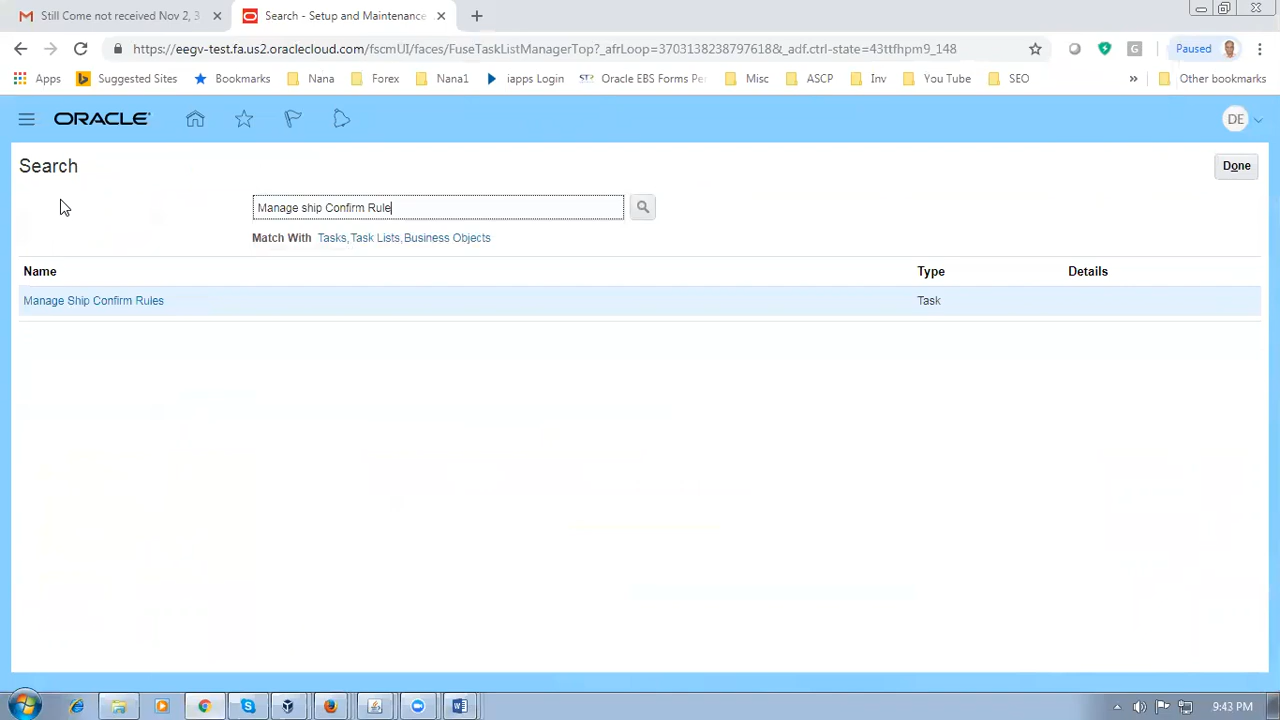 Still Come not received Nov 2, 3
Search - Setup and Maintenance
https://eegv-test.fa.us2.oraclecloud.com/fscmUI/faces/FuseTaskListManagerTop?_afrLoop=37031382879761​8&_adf.ctrl-state=43ttfhpm9_148
Paused
Apps
Suggested Sites
Bookmarks
Nana
Forex
Nana1
iapps Login
ST2
Oracle EBS Forms Pe
Misc
ASCP
Inv
You Tube
SEO
»
Other bookmarks
ORACLE
DE
Search
Done
Manage ship Confirm Rule
Match With Tasks, Task Lists, Business Objects
Name Type Details
Manage Ship Confirm Rules Task
9:43 PM